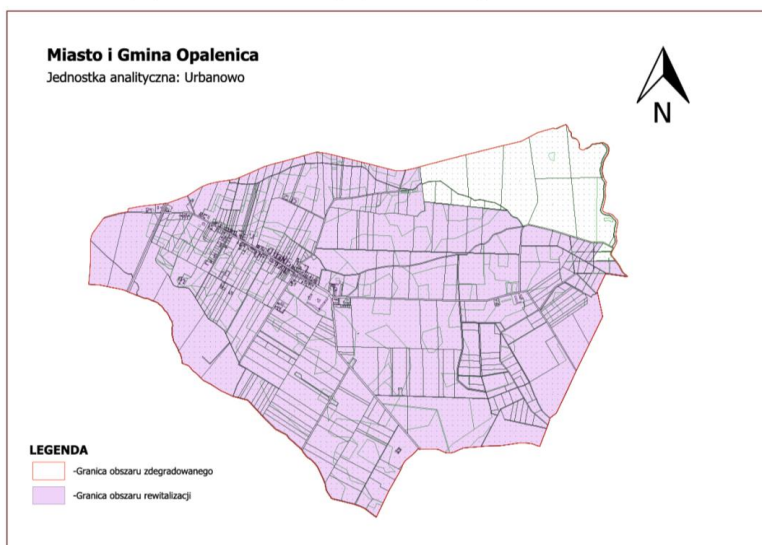 Miasto i Gmina Opalenica
Jednostka analityczna: Urbanowo
N
LEGENDA
-Granica obszaru zdegradowanego
-Granica obszaru rewitalizacji